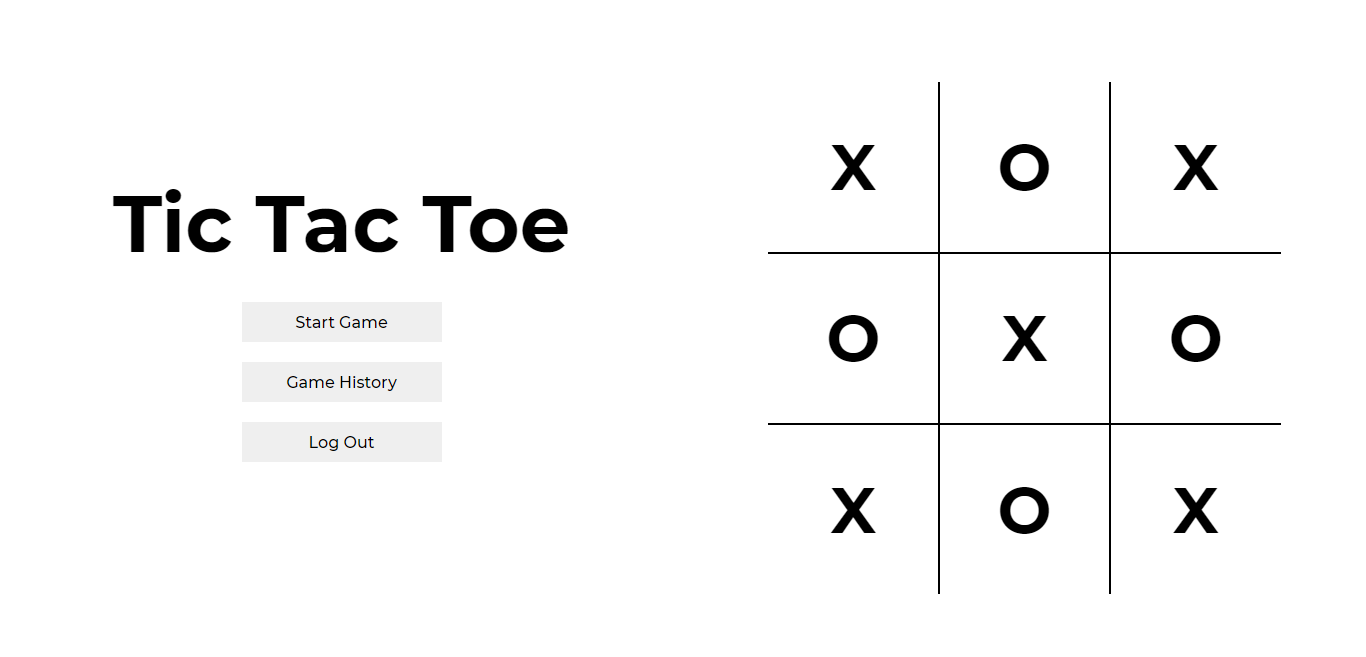 Tic Tac Toe
Start Game
Game History
Log Out
X O X
O X O
X O X